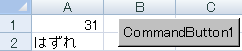 A B C
1 31 CommandButton1
2 はずれ